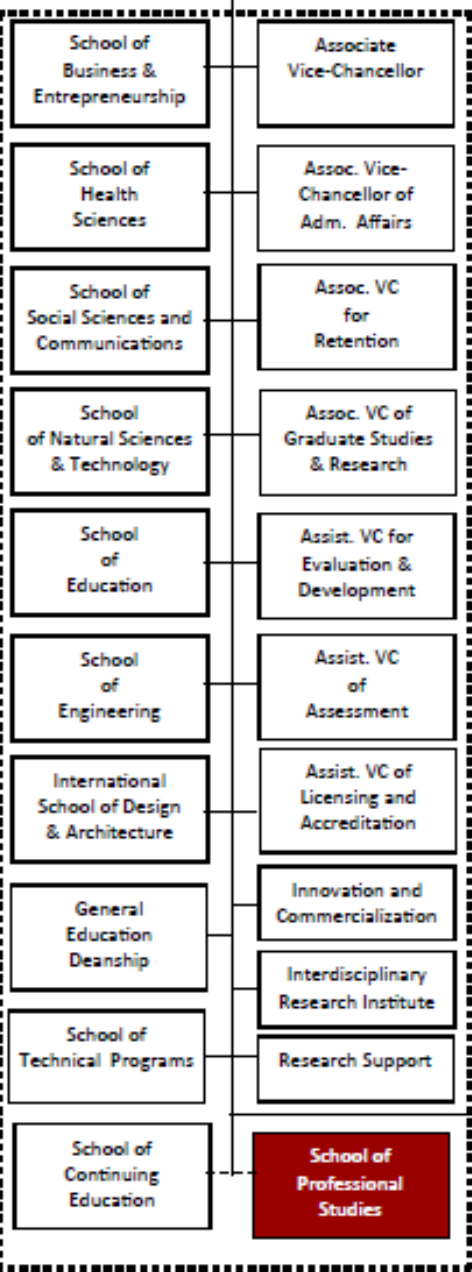 School of
Business &
Entrepreneurship
Associate
Vice-Chancellor
School of
Health
Sciences
Assoc. Vice-
Chancellor of
Adm. Affairs
School of
Social Sciences and
Communications
Assoc. VC
for
Retention
School
of Natural Sciences
& Technology
Assoc. VC of
Graduate Studies
& Research
School
of
Education
Assist. VC for
Evaluation &
Development
School
of
Engineering
Assist. VC
of
Assessment
International
School of Design
& Architecture
Assist. VC of
Licensing and
Accreditation
General
Education
Deanship
Innovation and
Commercialization
Interdisciplinary
Research Institute
School of
Technical Programs
Research Support
School of
Continuing
Education
School of
Professional
Studies